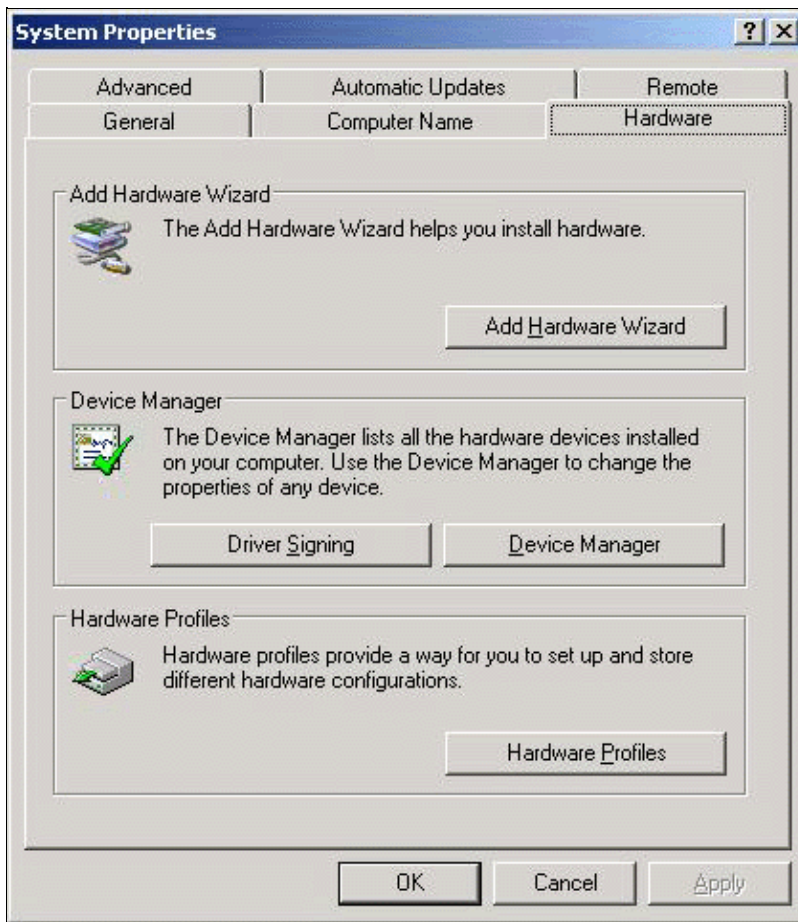 System Properties
Advanced
Automatic Updates
Remote
General
Computer Name
Hardware
Add Hardware Wizard
The Add Hardware Wizard helps you install hardware.
Add Hardware Wizard
Device Manager
The Device Manager lists all the hardware devices installed
on your computer. Use the Device Manager to change the
properties of any device.
Driver Signing
Device Manager
Hardware Profiles
Hardware profiles provide a way for you to set up and store
different hardware configurations.
Hardware Profiles
OK
Cancel
Apply